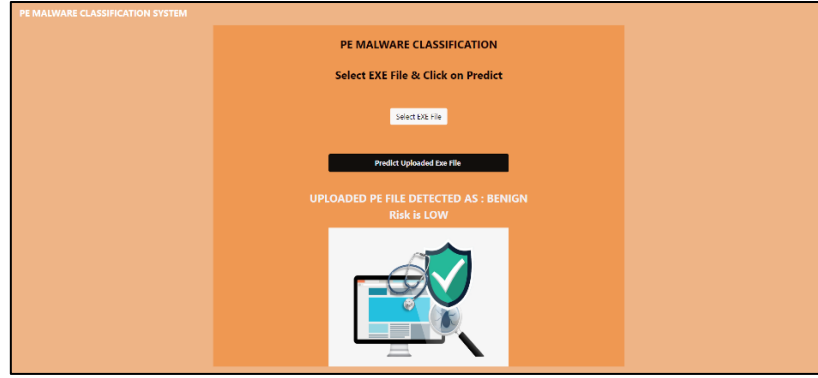 PE MALWARE CLASSIFICATION SYSTEM
PE MALWARE CLASSIFICATION
Select EXE File & Click on Predict
Select EXE File
Predict Uploaded Exe File
UPLOADED PE FILE DETECTED AS : BENIGN
Risk is LOW